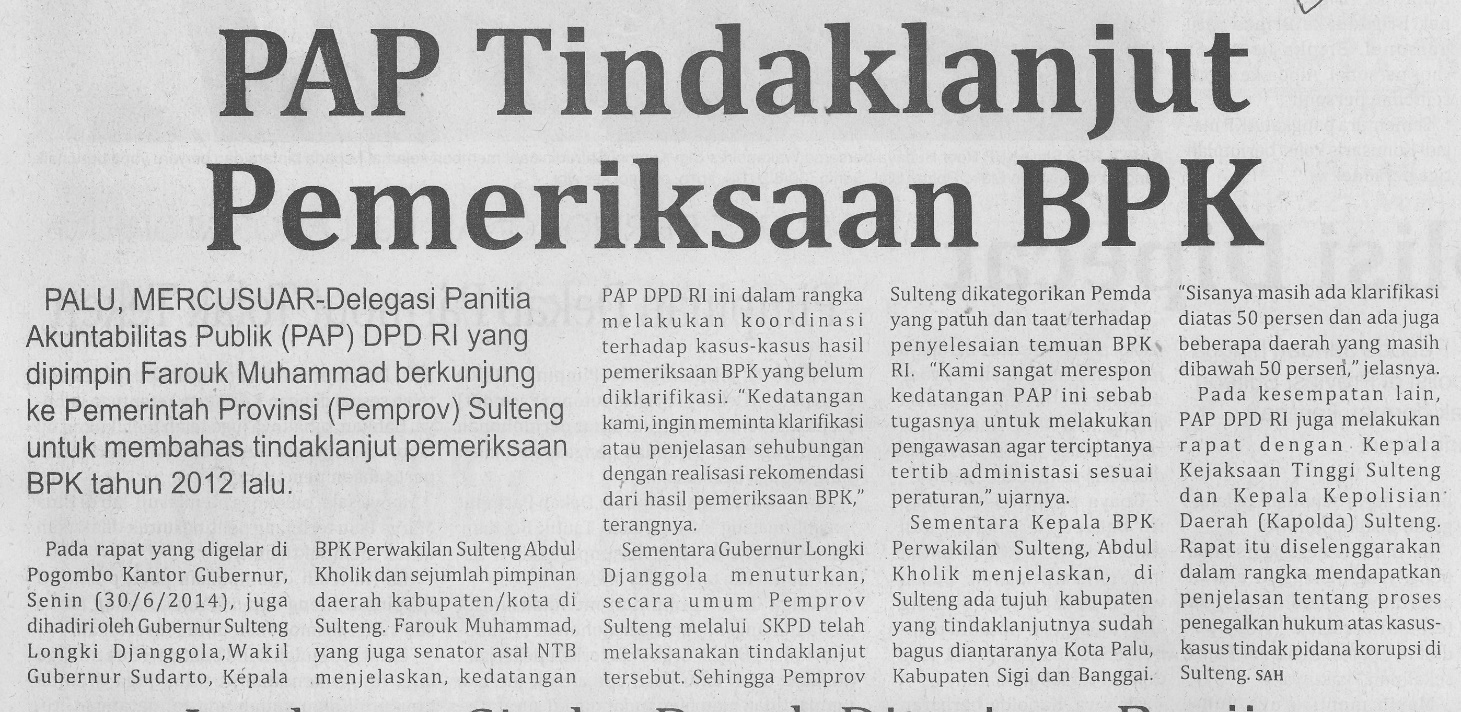 PAP Tindaklanjut
Pemeriksaan BPK
PALU, MERCUSUAR-Delegasi Panitia
Akuntabilitas Publik (PAP) DPD RI yang
dipimpin Farouk Muhammad berkunjung
ke Pemerintah Provinsi (Pemprov) Sulteng
untuk membahas tindaklanjut pemeriksaan
BPK tahun 2012 lalu.
Pada rapat yang digelar di
Pogombo Kantor Gubernur,
Senin (30/6/2014), juga
dihadiri oleh Gubernur Sulteng
Longki Djanggola,Wakil
Gubernur Sudarto, Kepala
BPK Perwakilan Sulteng Abdul
Kholik dan sejumlah pimpinan
daerah kabupaten/kota di
Sulteng. Farouk Muhammad,
yang juga senator asal NTB
menjelaskan, kedatangan
PAP DPD RI ini dalam rangka
melakukan koordinasi
terhadap kasus-kasus hasil
pemeriksaan BPK yang belum
diklarifikasi. “Kedatangan
kami, ingin meminta klarifikasi
atau penjelasan sehubungan
dengan realisasi rekomendasi
dari hasil pemeriksaan BPK,”
terangnya.
Sementara Gubernur Longki
Djanggola menuturkan,
secara umum Pemprov
Sulteng melalui SKPD telah
melaksanakan tindaklanjut
tersebut. Sehingga Pemprov
Sulteng dikategorikan Pemda
yang patuh dan taat terhadap
penyelesaian temuan BPK
RI. “Kami sangat merespon
kedatangan PAP ini sebab
tugasnya untuk melakukan
pengawasan agar terciptanya
tertib administasi sesuai
peraturan,” ujarnya.
Sementara Kepala BPK
Perwakilan Sulteng, Abdul
Kholik menjelaskan, di
Sulteng ada tujuh kabupaten
yang tindaklanjutnya sudah
bagus diantaranya Kota Palu,
Kabupaten Sigi dan Banggai.
“Sisanya masih ada klarifikasi
diatas 50 persen dan ada juga
beberapa daerah yang masih
dibawah 50 persen,” jelasnya.
Pada kesempatan lain,
PAP DPD RI juga melakukan
rapat dengan Kepala
Kejaksaan Tinggi Sulteng
dan Kepala Kepolisian
Daerah (Kapolda) Sulteng.
Rapat itu diselenggarakan
dalam rangka mendapatkan
penjelasan tentang proses
penegakan hukum atas kasus-
kasus tindak pidana korupsi di
Sulteng. SAH